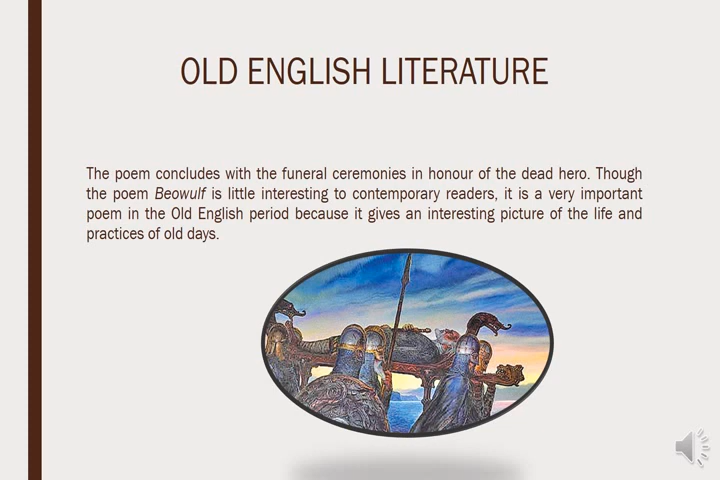 OLD ENGLISH LITERATURE
The poem concludes with the funeral ceremonies in honour of the dead hero. Though
the poem Beowulf is little interesting to contemporary readers, it is a very important
poem in the Old English period because it gives an interesting picture of the life and
practices of old days.